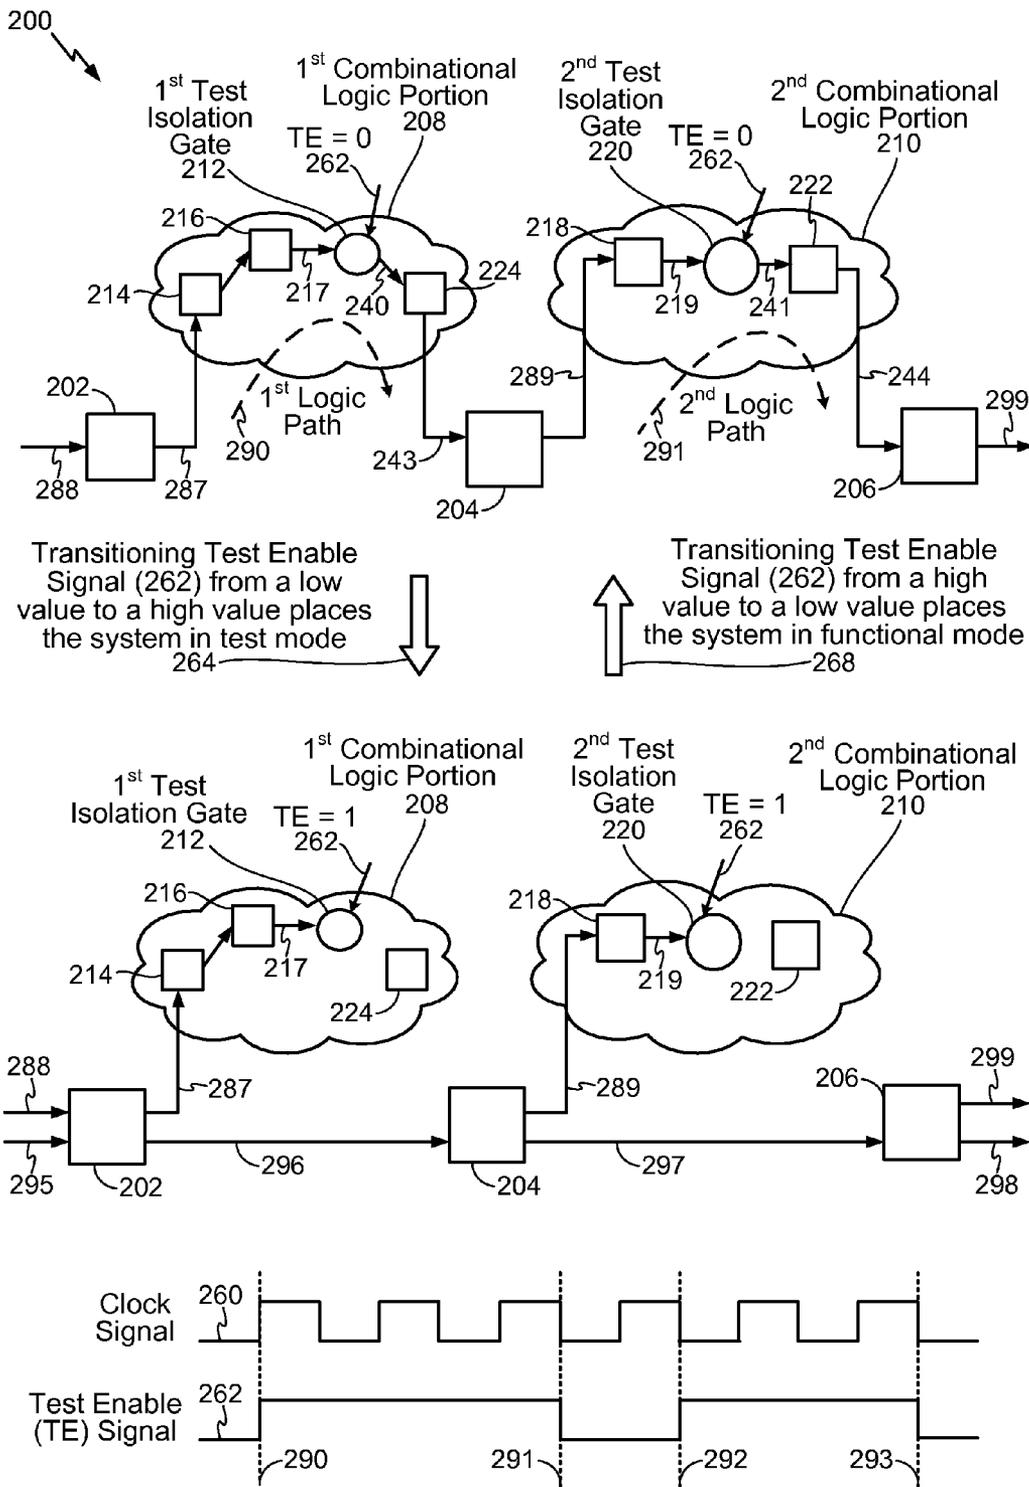 200
1st Test
Isolation
Gate
212
1st Combinational
Logic Portion
208
TE = 0
262
2nd Test
Isolation
Gate
220
TE = 0
262
2nd Combinational
Logic Portion
210
222
216
217
214
240
224
218
219
241
202
288
287
1st Logic
Path
290
243
204
289
2nd Logic
Path
291
244
206
299
Transitioning Test Enable
Signal (262) from a low
value to a high value places
the system in test mode
264
Transitioning Test Enable
Signal (262) from a high
value to a low value places
the system in functional mode
268
1st Test
Isolation Gate
212
1st Combinational
Logic Portion
208
TE = 1
262
2nd Test
Isolation
Gate
220
TE = 1
262
2nd Combinational
Logic Portion
210
216
217
214
224
218
219
222
288
287
295
202
296
289
204
297
206
299
298
Clock
Signal
260
Test Enable
(TE) Signal
262
290
291
292
293